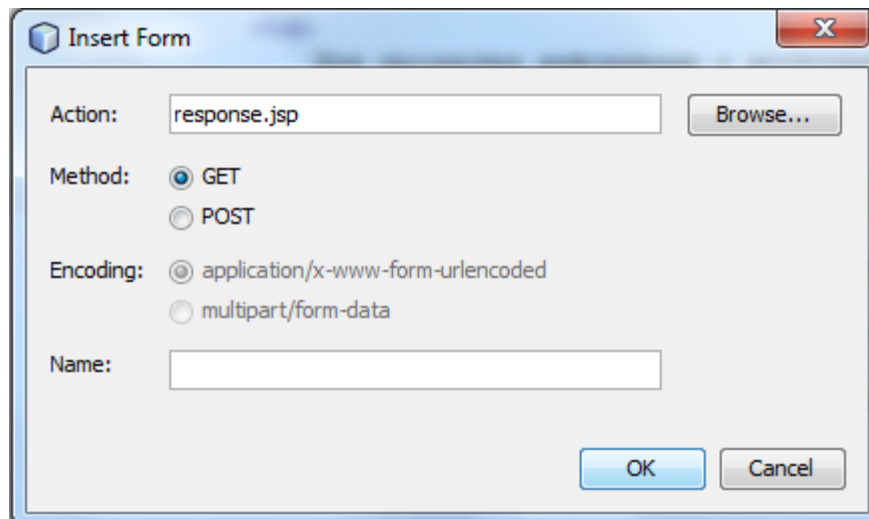 Insert Form
Action: response.jsp Browse...
Method: GET
POST
Encoding: application/x-www-form-urlencoded
multipart/form-data
Name:
OK Cancel